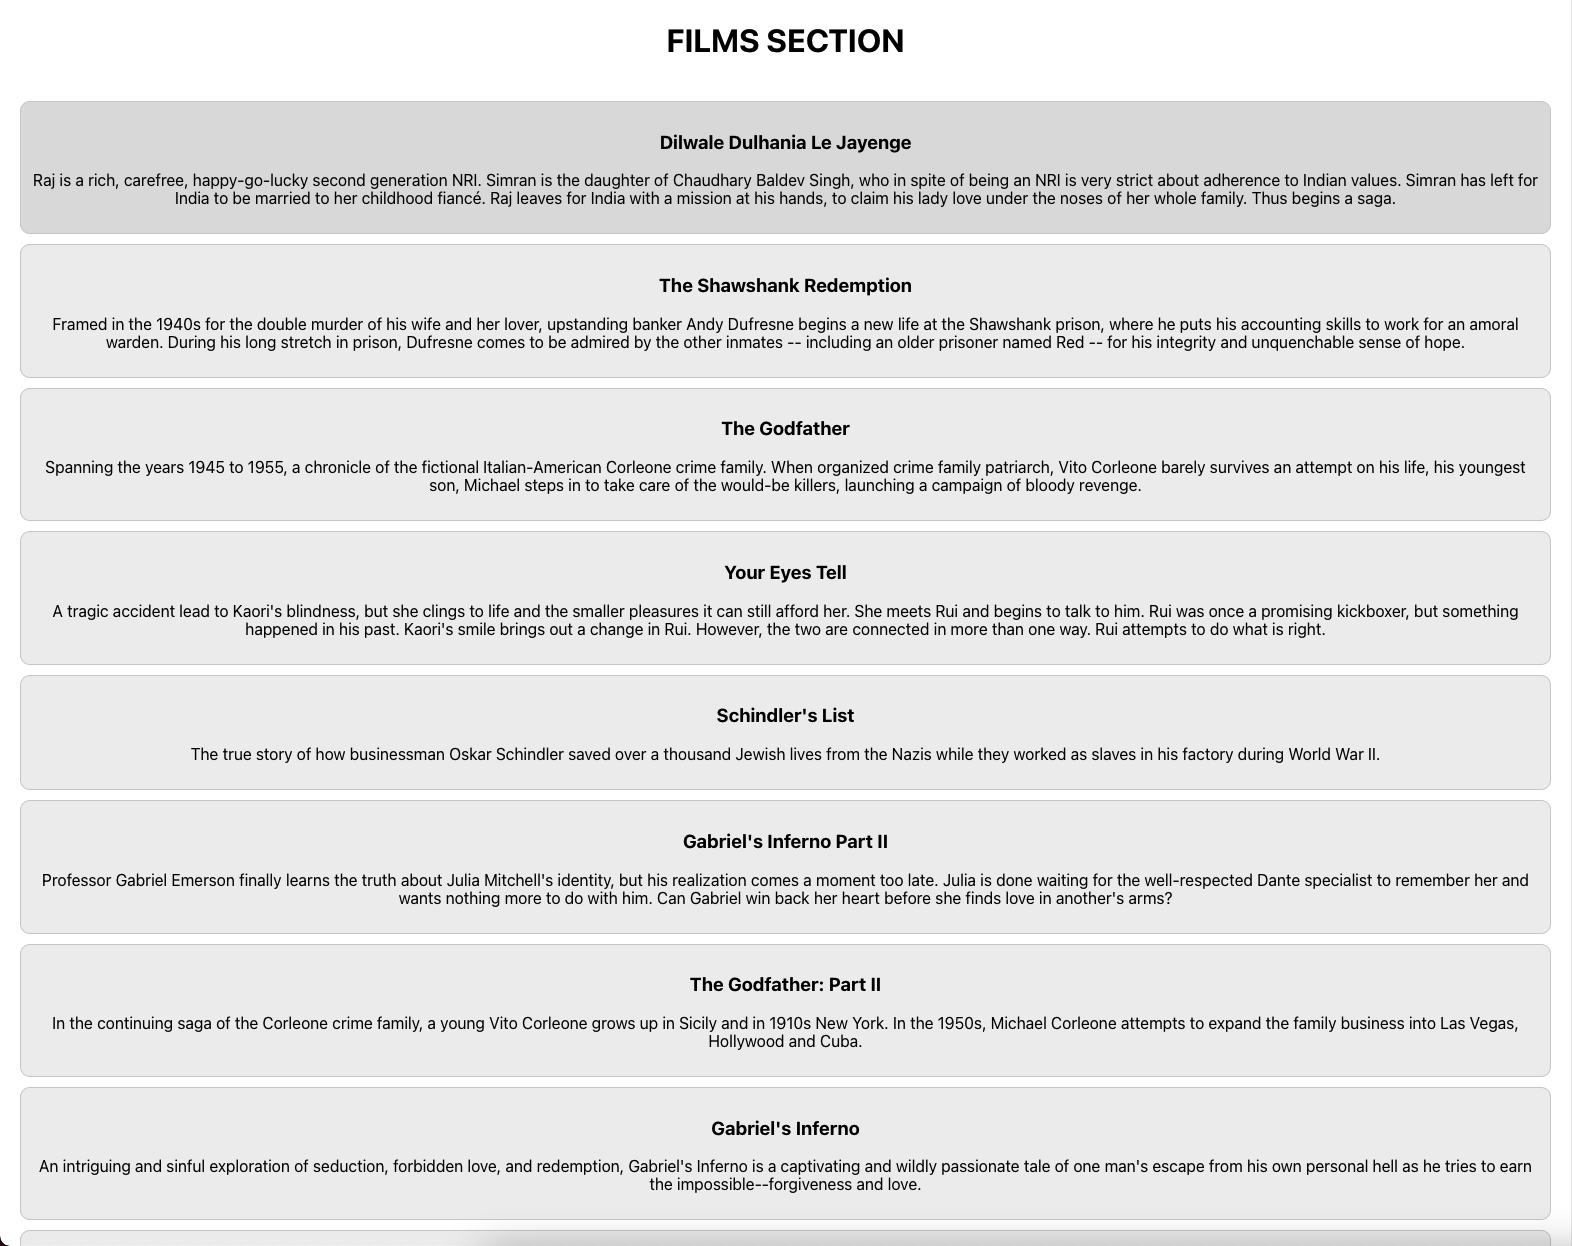 FILMS SECTION
Dilwale Dulhania Le Jayenge
Raj is a rich, carefree, happy-go-lucky second generation NRI. Simran is the daughter of Chaudhary Baldev Singh, who in spite of being an NRI is very strict about adherence to Indian values. Simran has left for
India to be married to her childhood fiancé. Raj leaves for India with a mission at his hands, to claim his lady love under the noses of her whole family. Thus begins a saga.
The Shawshank Redemption
Framed in the 1940s for the double murder of his wife and her lover, upstanding banker Andy Dufresne begins a new life at the Shawshank prison, where he puts his accounting skills to work for an amoral
warden. During his long stretch in prison, Dufresne comes to be admired by the other inmates -- including an older prisoner named Red -- for his integrity and unquenchable sense of hope.
The Godfather
Spanning the years 1945 to 1955, a chronicle of the fictional Italian-American Corleone crime family. When organized crime family patriarch, Vito Corleone barely survives an attempt on his life, his youngest
son, Michael steps in to take care of the would-be killers, launching a campaign of bloody revenge.
Your Eyes Tell
A tragic accident lead to Kaori's blindness, but she clings to life and the smaller pleasures it can still afford her. She meets Rui and begins to talk to him. Rui was once a promising kickboxer, but something
happened in his past. Kaori's smile brings out a change in Rui. However, the two are connected in more than one way. Rui attempts to do what is right.
Schindler's List
The true story of how businessman Oskar Schindler saved over a thousand Jewish lives from the Nazis while they worked as slaves in his factory during World War II.
Gabriel's Inferno Part II
Professor Gabriel Emerson finally learns the truth about Julia Mitchell's identity, but his realization comes a moment too late. Julia is done waiting for the well-respected Dante specialist to remember her and
wants nothing more to do with him. Can Gabriel win back her heart before she finds love in another's arms?
The Godfather: Part II
In the continuing saga of the Corleone crime family, a young Vito Corleone grows up in Sicily and in 1910s New York. In the 1950s, Michael Corleone attempts to expand the family business into Las Vegas,
Hollywood and Cuba.
Gabriel's Inferno
An intriguing and sinful exploration of seduction, forbidden love, and redemption, Gabriel's Inferno is a captivating and wildly passionate tale of one man's escape from his own personal hell as he tries to earn
the impossible--forgiveness and love.